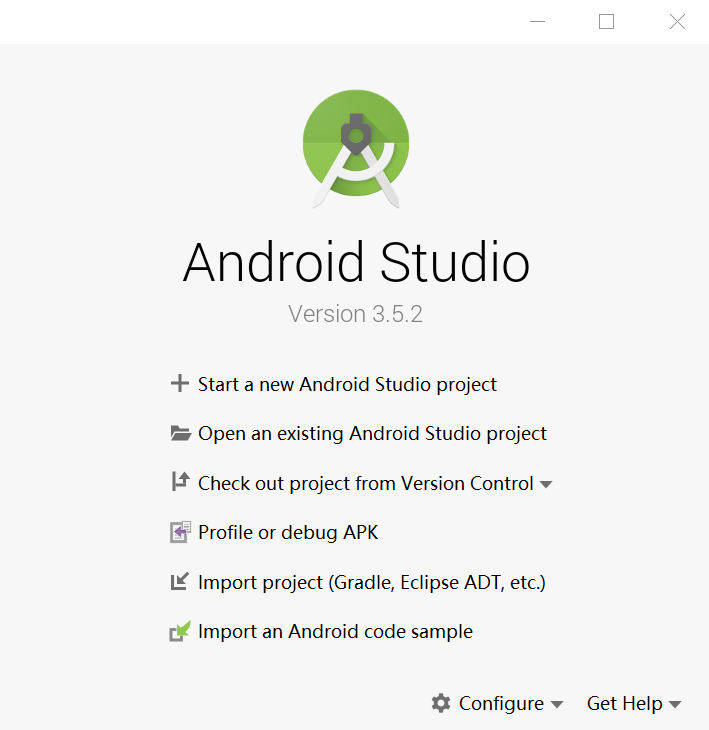 Android Studio
Version 3.5.2
Start a new Android Studio project
Open an existing Android Studio project
Check out project from Version Control
Profile or debug APK
Import project (Gradle, Eclipse ADT, etc.)
Import an Android code sample
Configure
Get Help